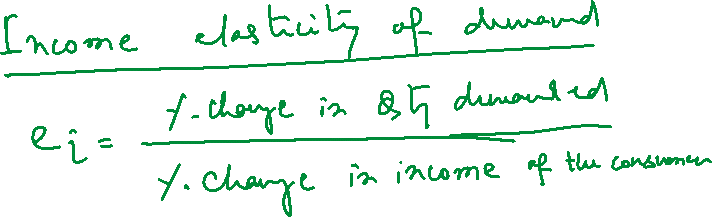 Income elasticity of demand
%.change in Qty demanded
ei =
%.change in income of the consumer